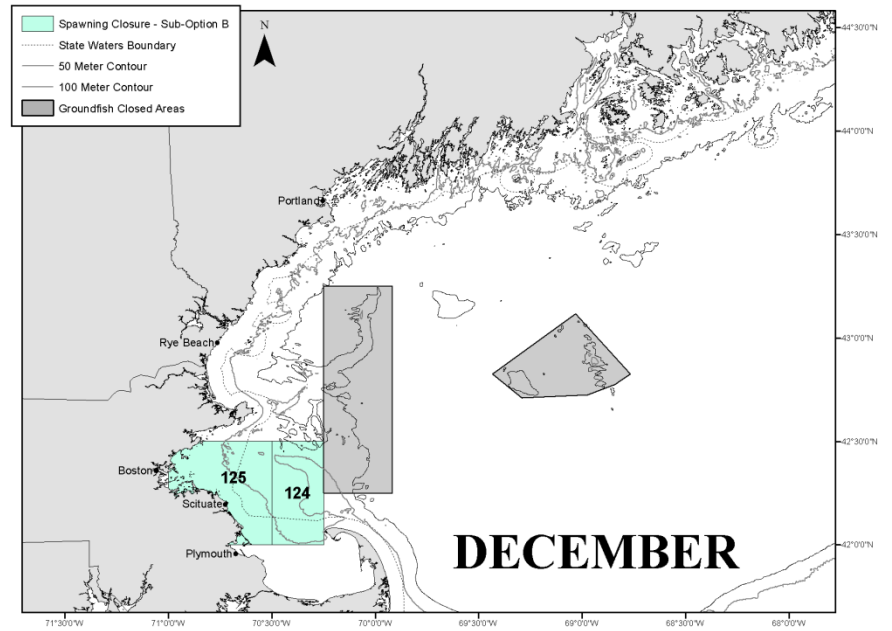 Spawning Closure - Sub-Option B
State Waters Boundary
50 Meter Contour
100 Meter Contour
Groundfish Closed Areas
N
44°30'0"N
44°0'0"N
Portland
43°30'0"N
Rye Beach
43°0'0"N
42°30'0"N
Boston
125
124
Scituate
Plymouth
DECEMBER
42°0'0"N
71°30'0"W
71°0'0"W
70°30'0"W
70°0'0"W
69°30'0"W
69°0'0"W
68°30'0"W
68°0'0"W